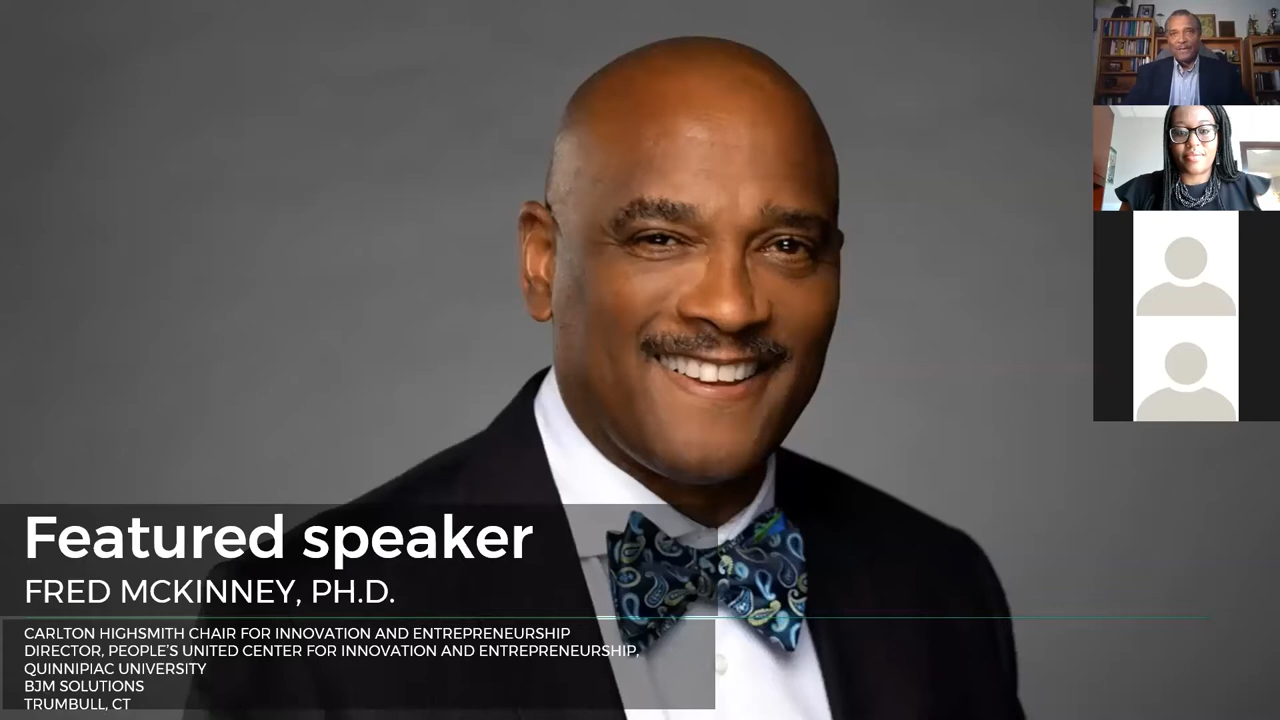 Featured speaker
FRED MCKINNEY, PH.D.
CARLTON HIGHSMITH CHAIR FOR INNOVATION AND ENTREPRENEURSHIP
DIRECTOR, PEOPLE’S UNITED CENTER FOR INNOVATION AND ENTREPRENEURSHIP,
QUINNIPIAC UNIVERSITY
BJM SOLUTIONS
TRUMBULL, CT